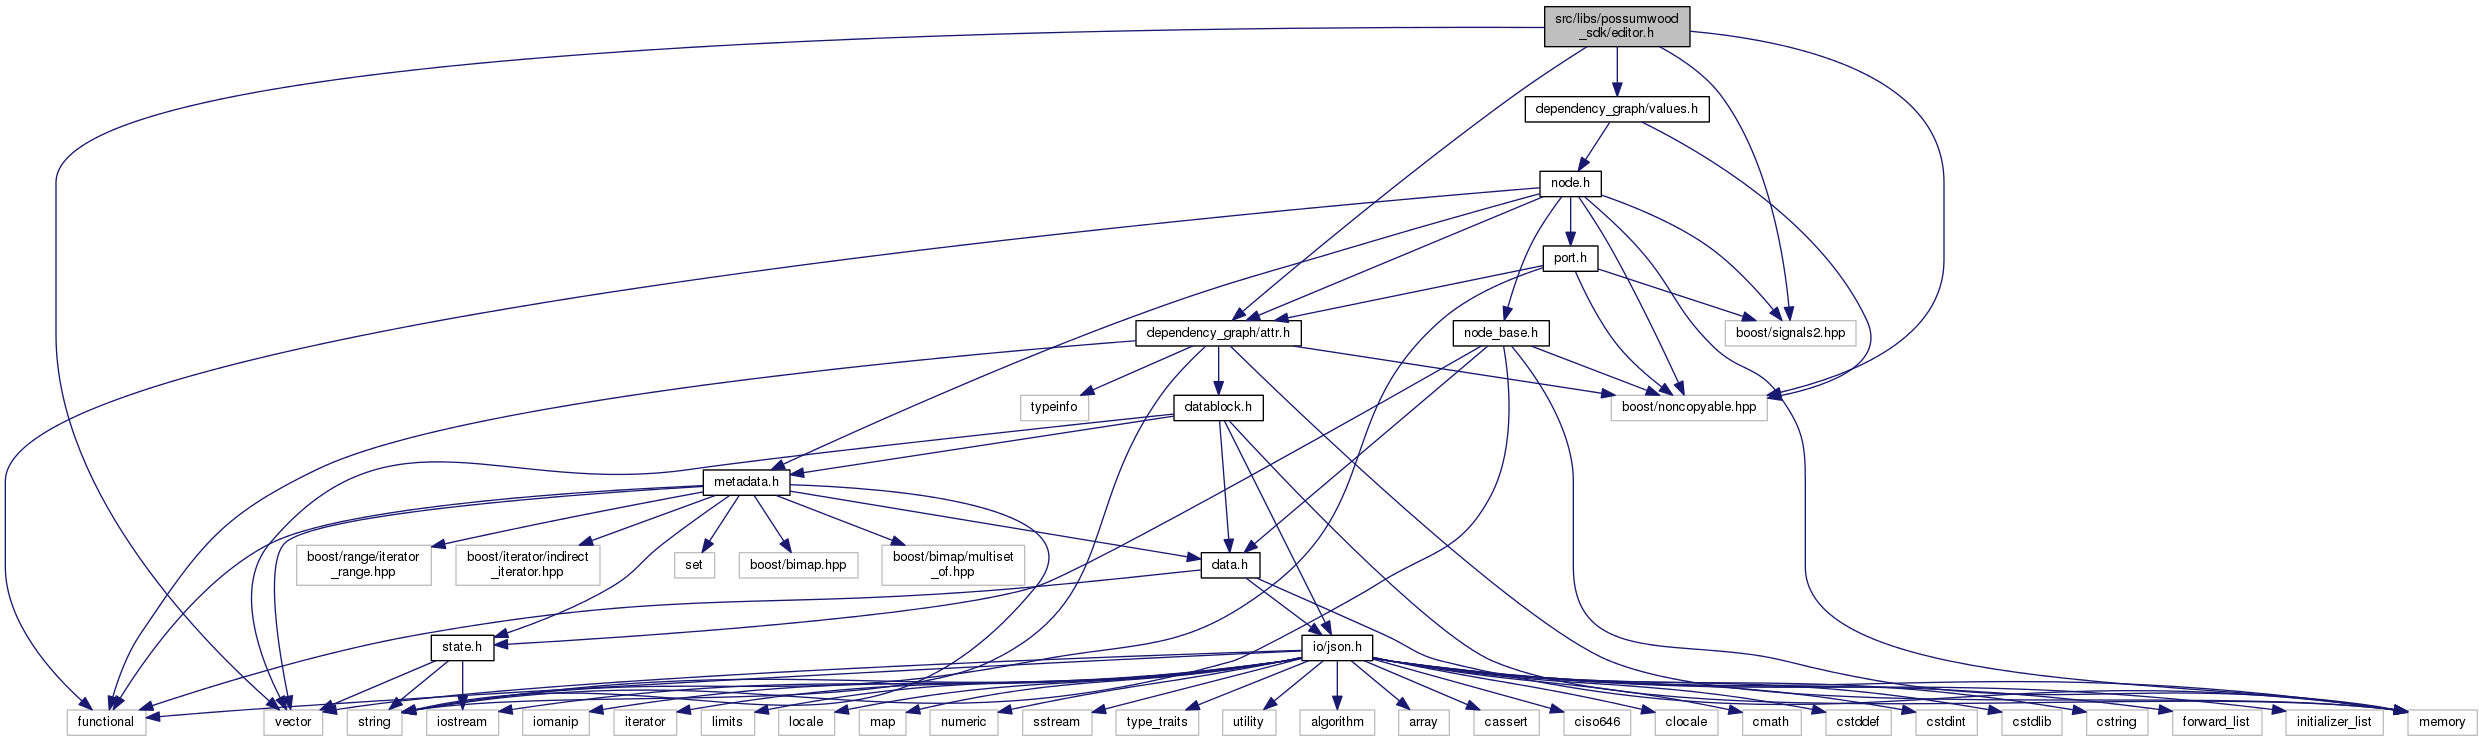 src/libs/possumwood
_sdk/editor.h
dependency_graph/values.h
node.h
port.h
dependency_graph/attr.h
node_base.h
boost/signals2.hpp
typeinfo
datablock.h
boost/noncopyable.hpp
metadata.h
boost/range/iterator
_range.hpp
boost/iterator/indirect
_iterator.hpp
set
boost/bimap.hpp
boost/bimap/multiset
_of.hpp
data.h
state.h
io/json.h
functional
vector
string
iostream
iomanip
iterator
limits
locale
map
numeric
sstream
type_traits
utility
algorithm
array
cassert
ciso646
clocale
cmath
cstddef
cstdint
cstdlib
cstring
forward_list
initializer_list
memory